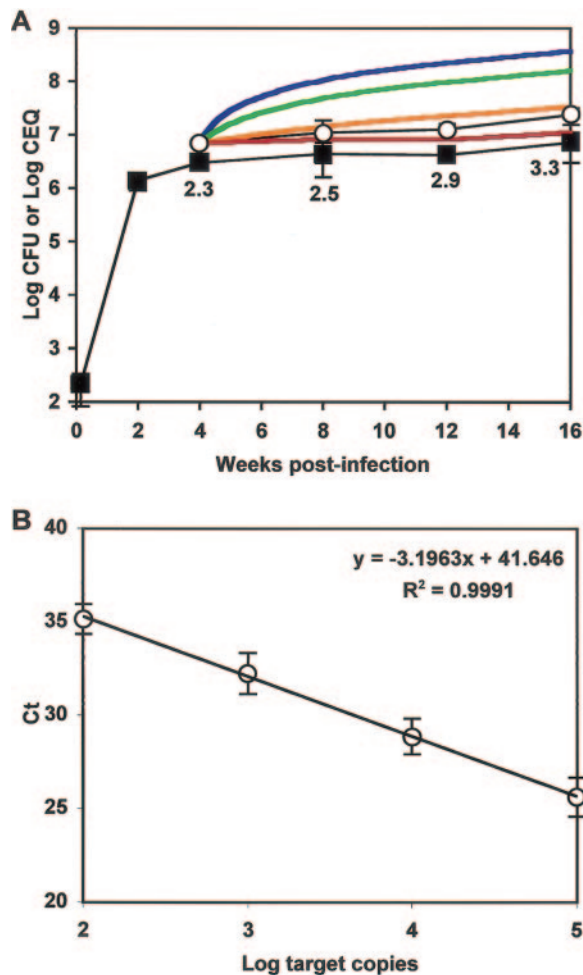 A
Log CFU or Log CEQ
9
8
7
6
5
4
3
2
2.3
2.5
2.9
3.3
0 2 4 6 8 10 12 14 16
Weeks post-infection
B
40
35
30
25
20
Ct
y = -3.1963x + 41.646
R² = 0.9991
2 3 4 5
Log target copies